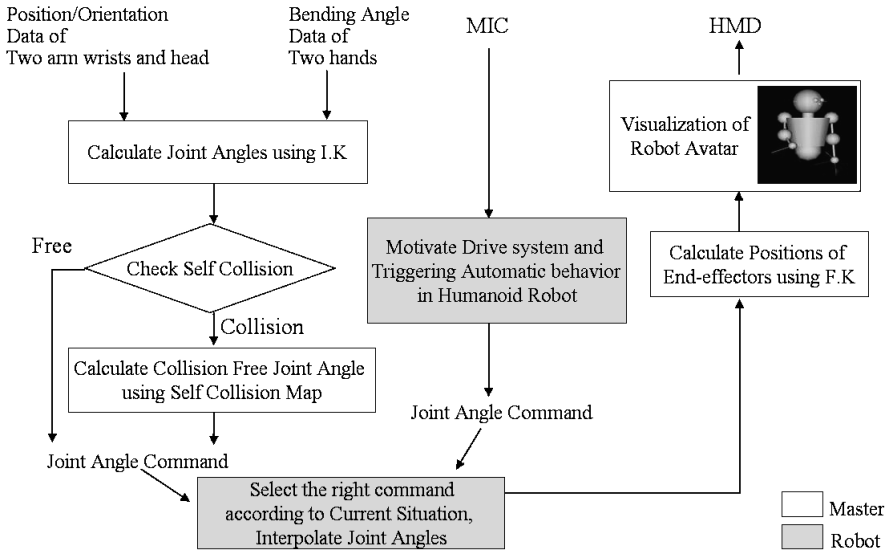 Position/Orientation
Data of
Two arm wrists and head
Bending Angle
Data of
Two hands
MIC
HMD
Calculate Joint Angles using I.K
Visualization of
Robot Avatar
Free
Check Self Collision
Collision
Motivate Drive system and
Triggering Automatic behavior
in Humanoid Robot
Calculate Positions of
End-effectors using F.K
Calculate Collision Free Joint Angle
using Self Collision Map
Joint Angle Command
Joint Angle Command
Select the right command
according to Current Situation,
Interpolate Joint Angles
Master
Robot